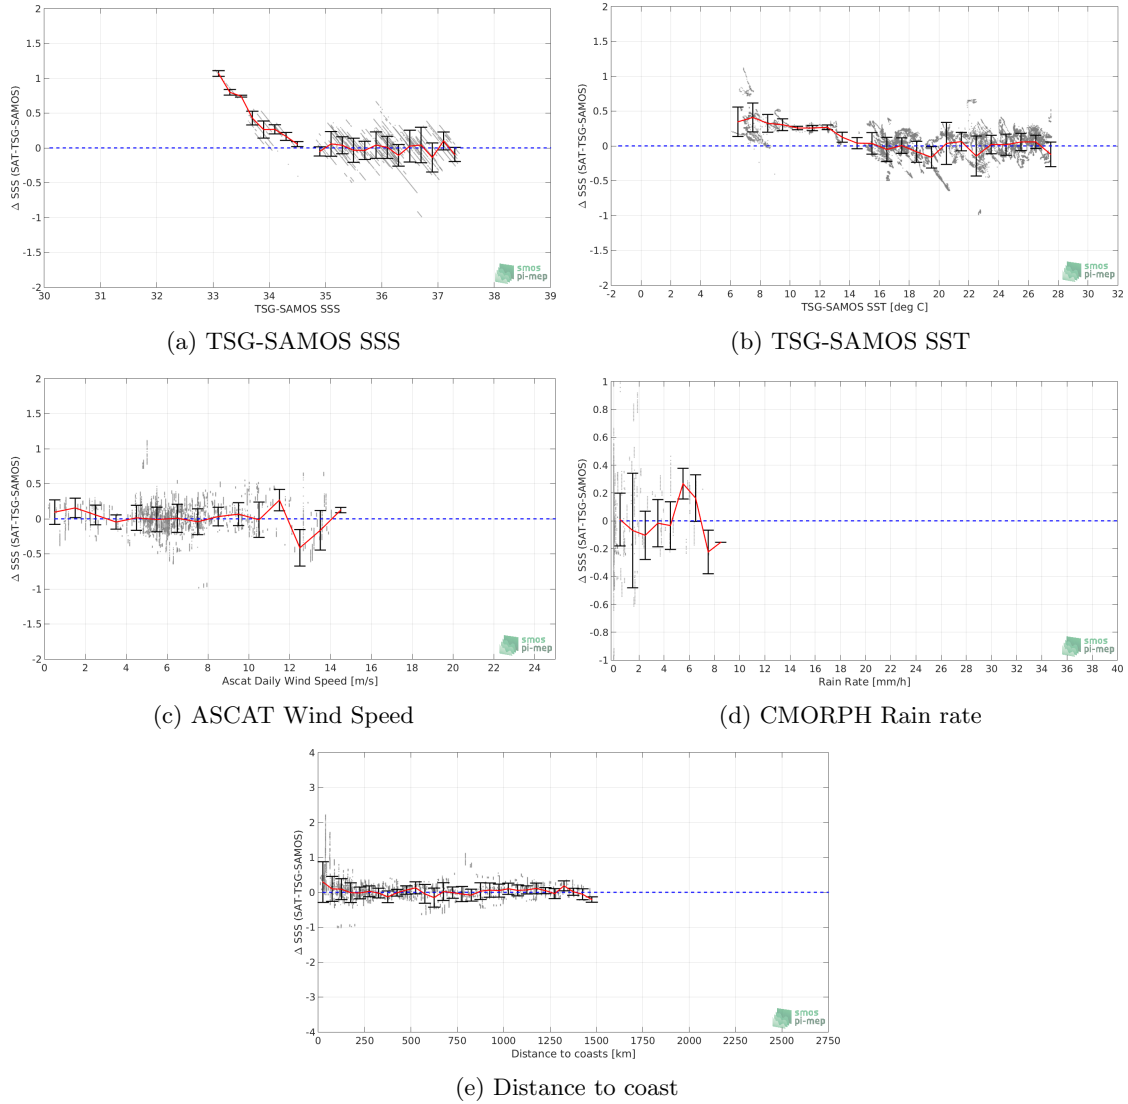 2
1.5
1
0.5
0
-0.5
-1
-1.5
-2
Δ SSS (SAT-TSG-SAMOS)
30 31 32 33 34 35 36 37 38 39
TSG-SAMOS SSS
smos
pi-mep
(a) TSG-SAMOS SSS
2
1.5
1
0.5
0
-0.5
-1
-1.5
-2
Δ SSS (SAT-TSG-SAMOS)
-2 0 2 4 6 8 10 12 14 16 18 20 22 24 26 28 30 32
TSG-SAMOS SST [deg C]
smos
pi-mep
(b) TSG-SAMOS SST
2
1.5
1
0.5
0
-0.5
-1
-1.5
-2
Δ SSS (SAT-TSG-SAMOS)
0 2 4 6 8 10 12 14 16 18 20 22 24
Ascat Daily Wind Speed [m/s]
smos
pi-mep
(c) ASCAT Wind Speed
1
0.8
0.6
0.4
0.2
0
-0.2
-0.4
-0.6
-0.8
-1
Δ SSS (SAT-TSG-SAMOS)
0 2 4 6 8 10 12 14 16 18 20 22 24 26 28 30 32 34 36 38 40
Rain Rate [mm/h]
smos
pi-mep
(d) CMORPH Rain rate
4
3
2
1
0
-1
-2
-3
-4
Δ SSS (SAT-TSG-SAMOS)
0 250 500 750 1000 1250 1500 1750 2000 2250 2500 2750
Distance to coasts [km]
smos
pi-mep
(e) Distance to coast